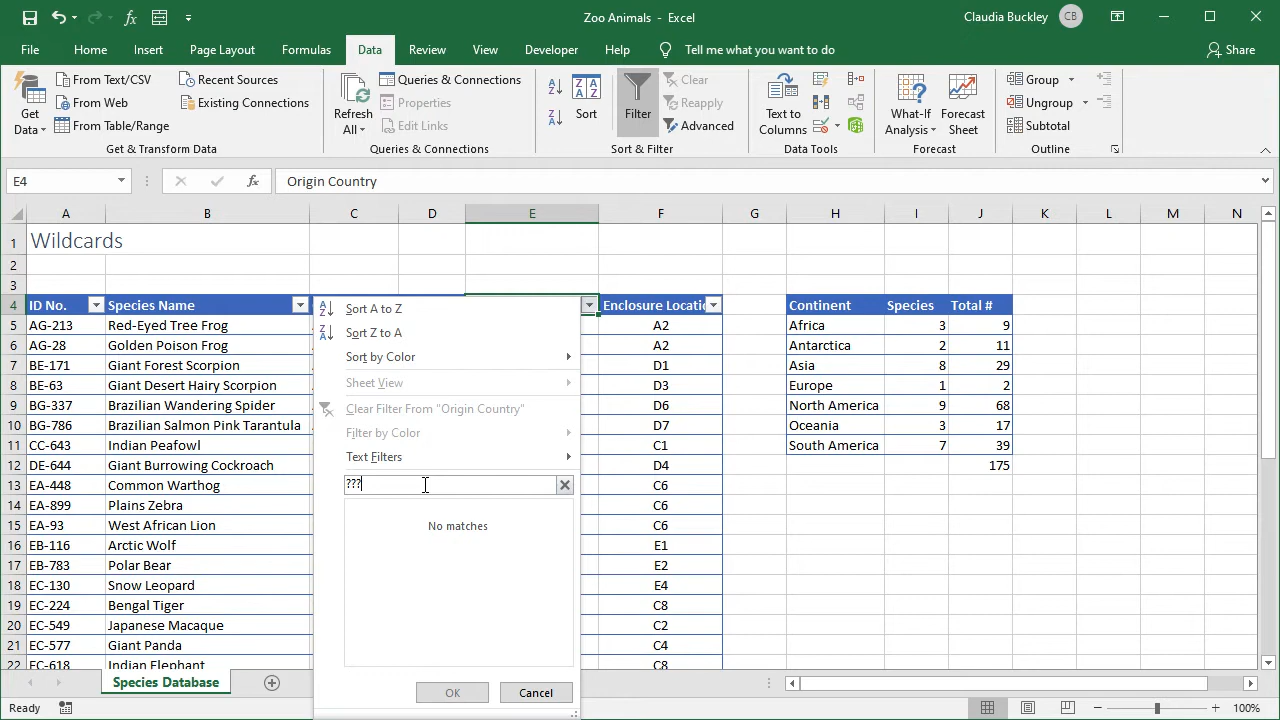 Zoo Animals - Excel
Claudia Buckley CB
File Home Insert Page Layout Formulas Data Review View Developer Help Tell me what you want to do Share
Get Data
From Text/CSV
From Web
From Table/Range
Recent Sources
Existing Connections
Get & Transform Data
Refresh All
Queries & Connections
Properties
Edit Links
Queries & Connections
Sort
Filter
Clear
Reapply
Advanced
Sort & Filter
Text to Columns
Data Tools
What-If Analysis
Forecast Sheet
Forecast
Group
Ungroup
Subtotal
Outline
E4 fx Origin Country
A B C D E F G H I J K L M N
1 Wildcards
2
3
4 ID No. Species Name Enclosure Locatio Continent Species Total #
5 AG-213 Red-Eyed Tree Frog A2 Africa 3 9
6 AG-28 Golden Poison Frog A2 Antarctica 2 11
7 BE-171 Giant Forest Scorpion D1 Asia 8 29
8 BE-63 Giant Desert Hairy Scorpion D3 Europe 1 2
9 BG-337 Brazilian Wandering Spider D6 North America 9 68
10 BG-786 Brazilian Salmon Pink Tarantula D7 Oceania 3 17
11 CC-643 Indian Peafowl C1 South America 7 39
12 DE-644 Giant Burrowing Cockroach D4 175
13 EA-448 Common Warthog C6
14 EA-899 Plains Zebra C6
15 EA-93 West African Lion C6
16 EB-116 Arctic Wolf E1
17 EB-783 Polar Bear E2
18 EC-130 Snow Leopard E4
19 EC-224 Bengal Tiger C8
20 EC-549 Japanese Macaque C2
21 EC-577 Giant Panda C4
22 EC-618 Indian Elephant C8
Sort A to Z
Sort Z to A
Sort by Color
Sheet View
Clear Filter From "Origin Country"
Filter by Color
Text Filters
???
No matches
OK Cancel
Species Database
Ready 100%